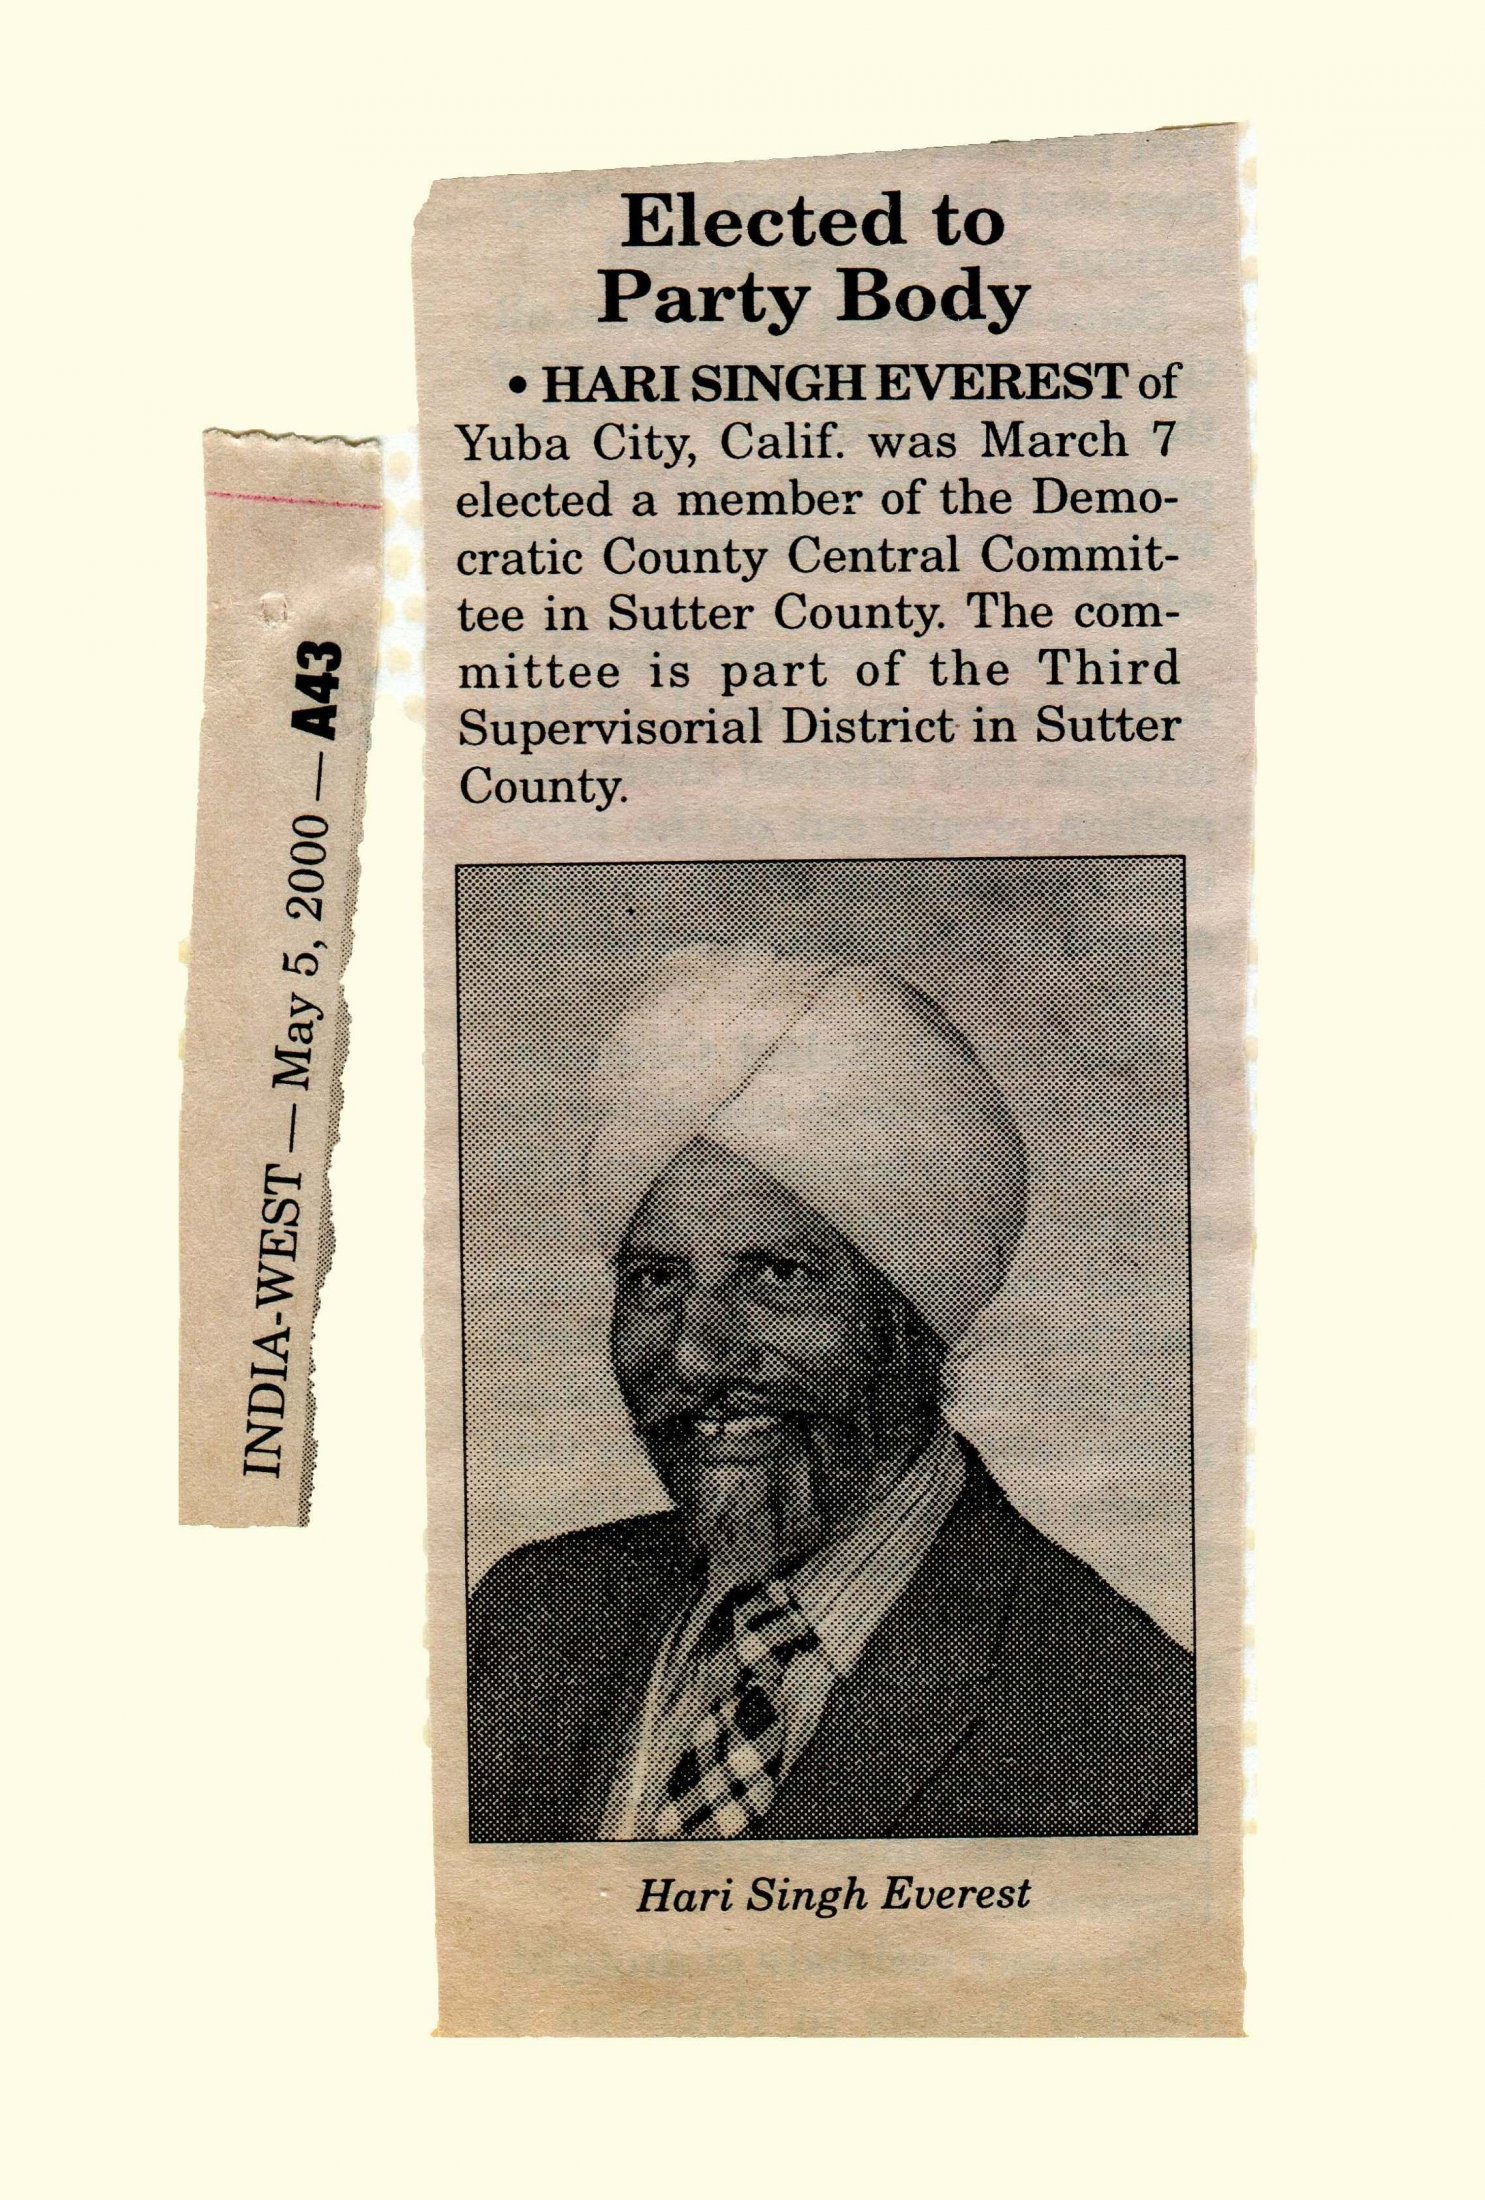 Elected to
Party Body
• HARI SINGH EVEREST of
Yuba City, Calif. was March 7
elected a member of the Demo-
cratic County Central Commit-
tee in Sutter County. The com-
mittee is part of the Third
Supervisorial District in Sutter
County.
Hari Singh Everest
INDIA-WEST — May 5, 2000 — A43